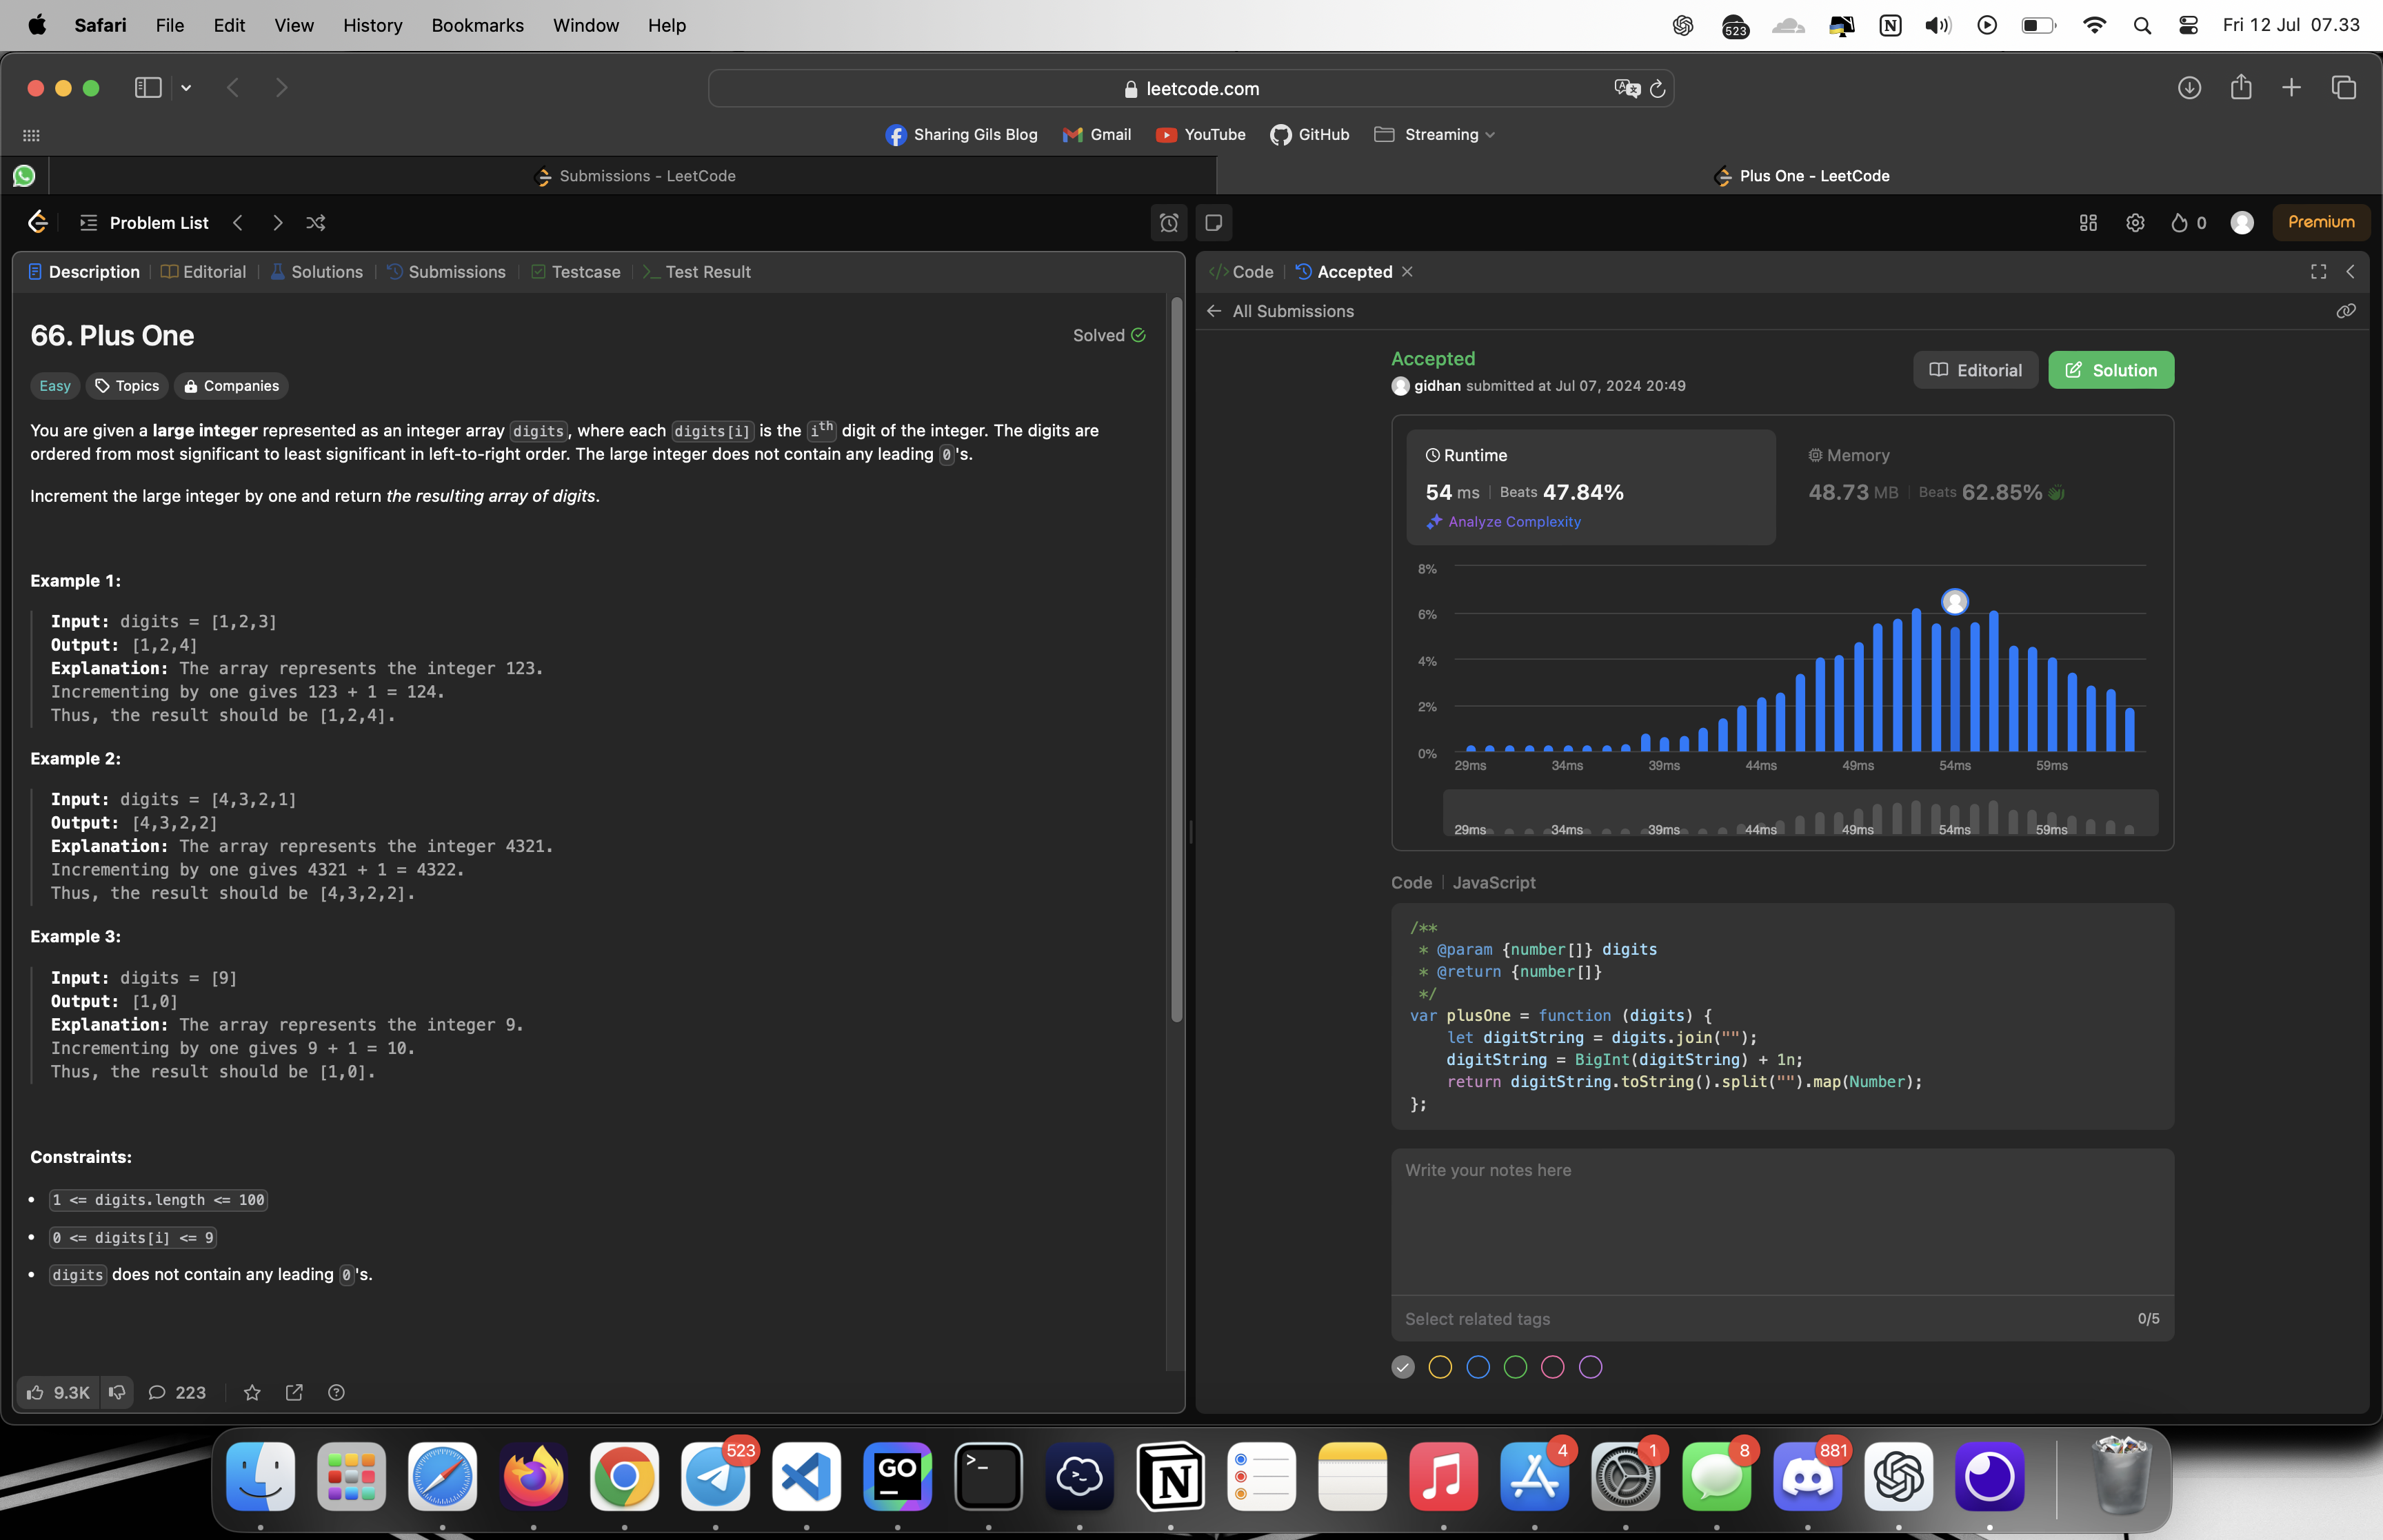 Safari File Edit View History Bookmarks Window Help
523
Fri 12 Jul 07.33
leetcode.com
Sharing Gils Blog Gmail YouTube GitHub Streaming
Submissions - LeetCode
Plus One - LeetCode
Problem List
0
Premium
Description Editorial Solutions Submissions Testcase Test Result
66. Plus One
Solved
Easy Topics Companies
You are given a large integer represented as an integer array digits, where each digits[i] is the ith digit of the integer. The digits are
ordered from most significant to least significant in left-to-right order. The large integer does not contain any leading 0's.
Increment the large integer by one and return the resulting array of digits.
Example 1:
Input: digits = [1,2,3]
Output: [1,2,4]
Explanation: The array represents the integer 123.
Incrementing by one gives 123 + 1 = 124.
Thus, the result should be [1,2,4].
Example 2:
Input: digits = [4,3,2,1]
Output: [4,3,2,2]
Explanation: The array represents the integer 4321.
Incrementing by one gives 4321 + 1 = 4322.
Thus, the result should be [4,3,2,2].
Example 3:
Input: digits = [9]
Output: [1,0]
Explanation: The array represents the integer 9.
Incrementing by one gives 9 + 1 = 10.
Thus, the result should be [1,0].
Constraints:
1 <= digits.length <= 100
0 <= digits[i] <= 9
digits does not contain any leading 0's.
9.3K 223
Code Accepted
All Submissions
Accepted
gidhan submitted at Jul 07, 2024 20:49
Editorial Solution
Runtime
54 ms Beats 47.84%
Analyze Complexity
Memory
48.73 MB Beats 62.85%
8%
6%
4%
2%
0%
29ms 34ms 39ms 44ms 49ms 54ms 59ms
29ms 34ms 39ms 44ms 49ms 54ms 59ms
Code JavaScript
/**
* @param {number[]} digits
* @return {number[]}
*/
var plusOne = function (digits) {
let digitString = digits.join("");
digitString = BigInt(digitString) + 1n;
return digitString.toString().split("").map(Number);
};
Write your notes here
Select related tags 0/5
523 GO 4 1 8 881